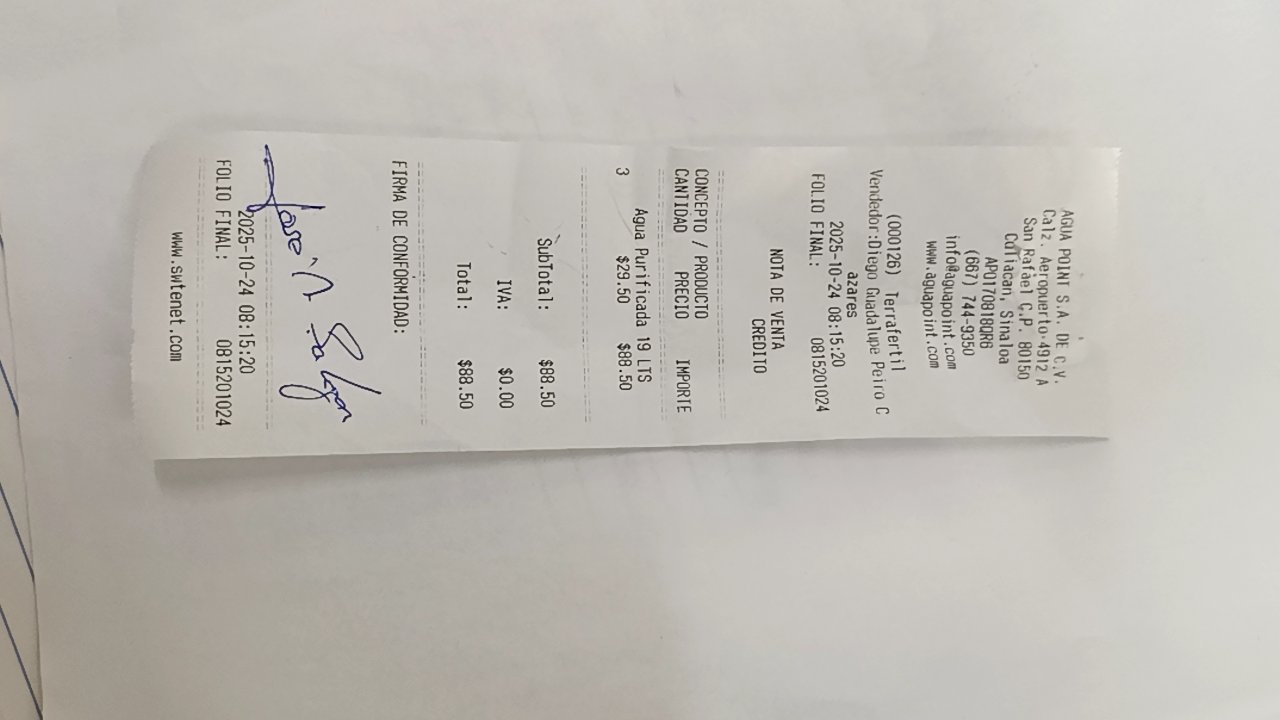 AGUA POINT S.A. DE C.V.
Calz. Aeropuerto 4912 A
San Rafael C.P. 80150
Culiacan, Sinaloa
APO170818QR6
(667) 744-9350
info@aguapoint.com
www.aguapoint.com
(000126) Terrafertil
Vendedor:Diego Guadalupe Peiro C
azares
2025-10-24 08:15:20
FOLIO FINAL: 0815201024
NOTA DE VENTA
CREDITO
CONCEPTO / PRODUCTO
CANTIDAD PRECIO IMPORTE
Agua Purificada 19 LTS
3 $29.50 $88.50
SubTotal: $88.50
IVA: $0.00
Total: $88.50
FIRMA DE CONFORMIDAD:
2025-10-24 08:15:20
FOLIO FINAL: 0815201024
www.swtenet.com